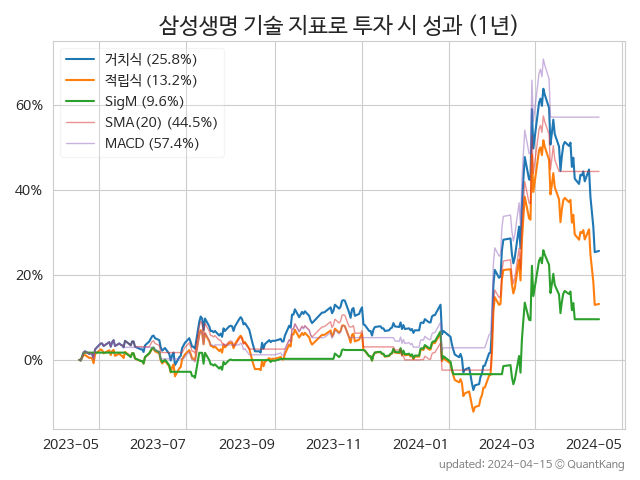 삼성생명 기술 지표로 투자 시 성과 (1년)
거치식 (25.8%)
적립식 (13.2%)
SigM (9.6%)
SMA(20) (44.5%)
MACD (57.4%)
60%
40%
20%
0%
2023-05 2023-07 2023-09 2023-11 2024-01 2024-03 2024-05
updated: 2024-04-15 © QuantKang